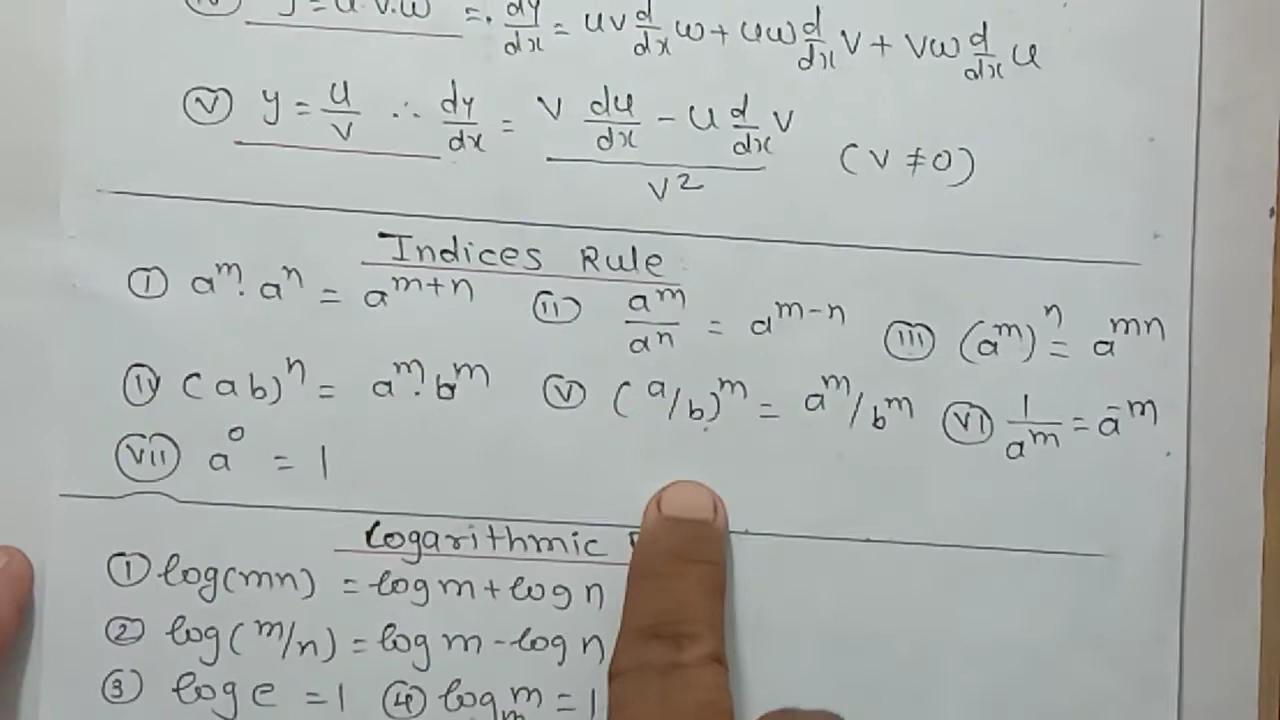 (iv) y = u.v.w ∴ dy/dx = uv d/dx w + uw d/dx v + vw d/dx u
(v) y = u/v ∴ dy/dx = (v du/dx - u d/dx v)/v² (v ≠ 0)
Indices Rule
(i) a^m . a^n = a^(m+n) (ii) a^m/a^n = a^(m-n) (iii) (a^m)^n = a^(mn)
(iv) (ab)^n = a^m . b^m (v) (a/b)^m = a^m/b^m (vi) 1/a^m = a^-m
(vii) a^0 = 1
Logarithmic
(1) log(mn) = log m + log n
(2) log(m/n) = log m - log n
(3) log e = 1 (4) log_m m = 1